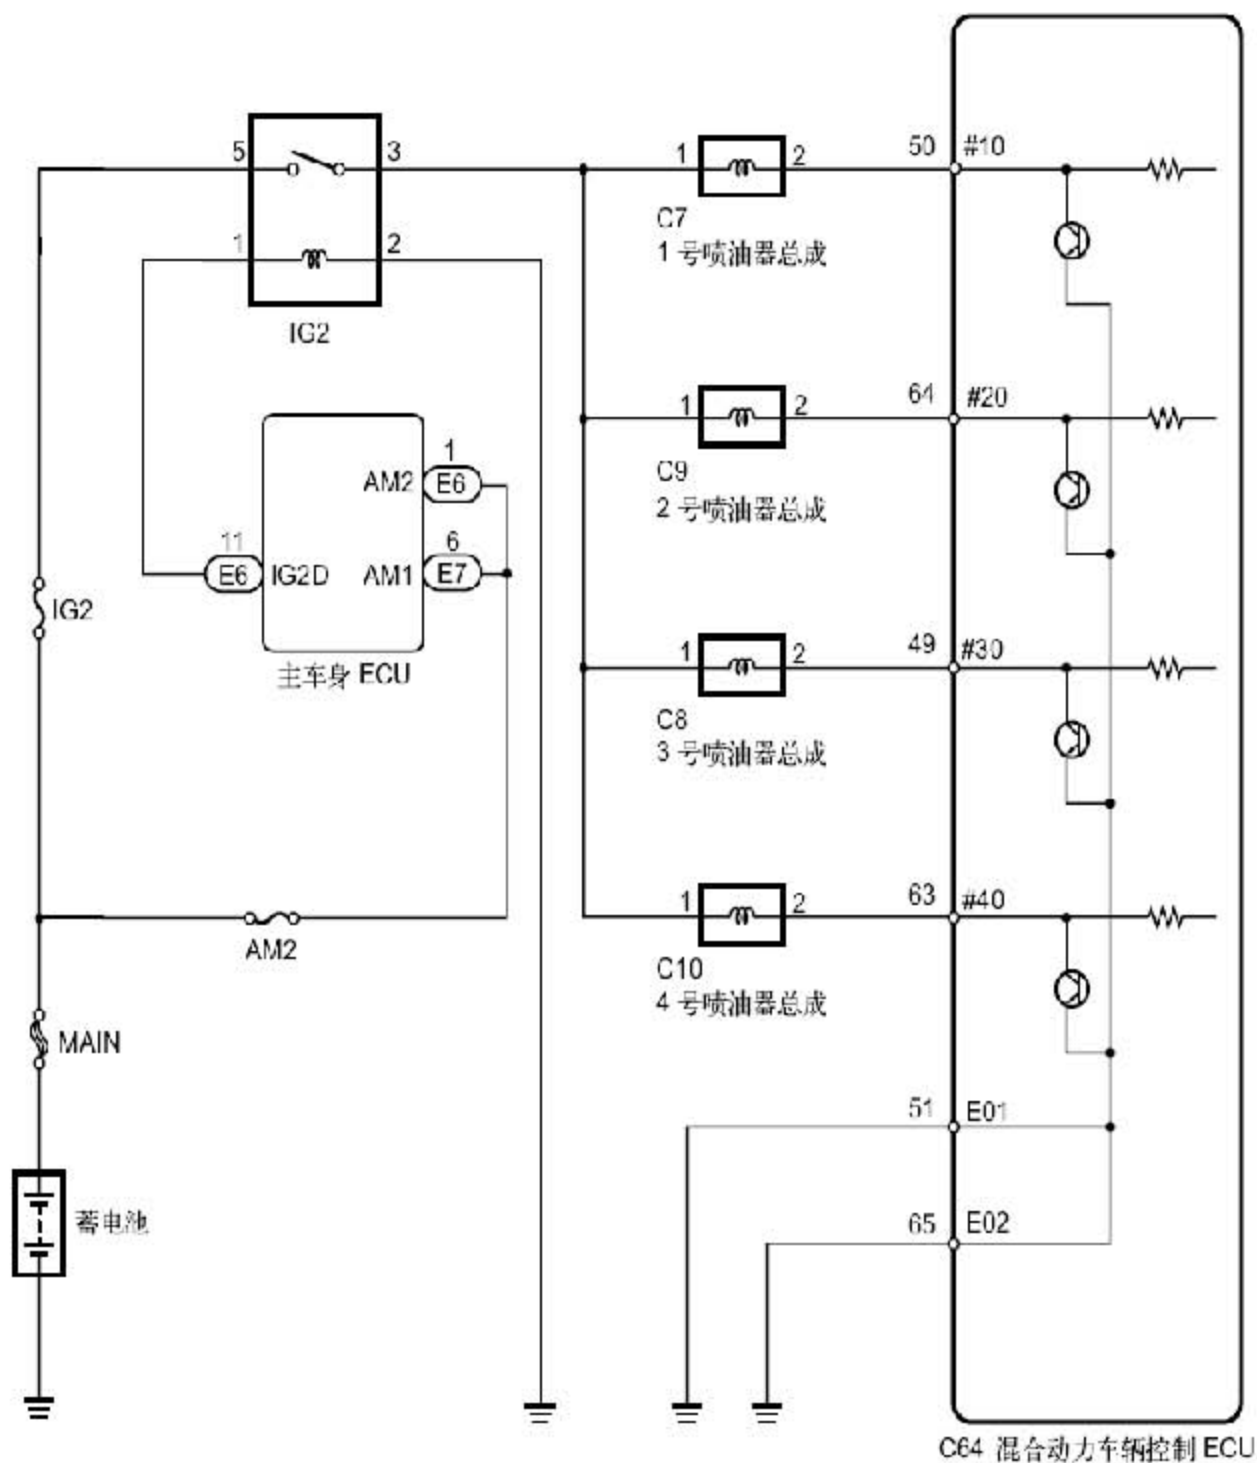 5
3
1
2
IG2
1
2
50
#10
C7
1 号喷油器总成
1
2
64
#20
C9
2 号喷油器总成
AM2
1
E6
11
E6
IG2D
AM1
6
E7
主车身 ECU
IG2
1
2
49
#30
C8
3 号喷油器总成
1
2
63
#40
C10
4 号喷油器总成
AM2
MAIN
蓄电池
51
E01
65
E02
C64 混合动力车辆控制 ECU